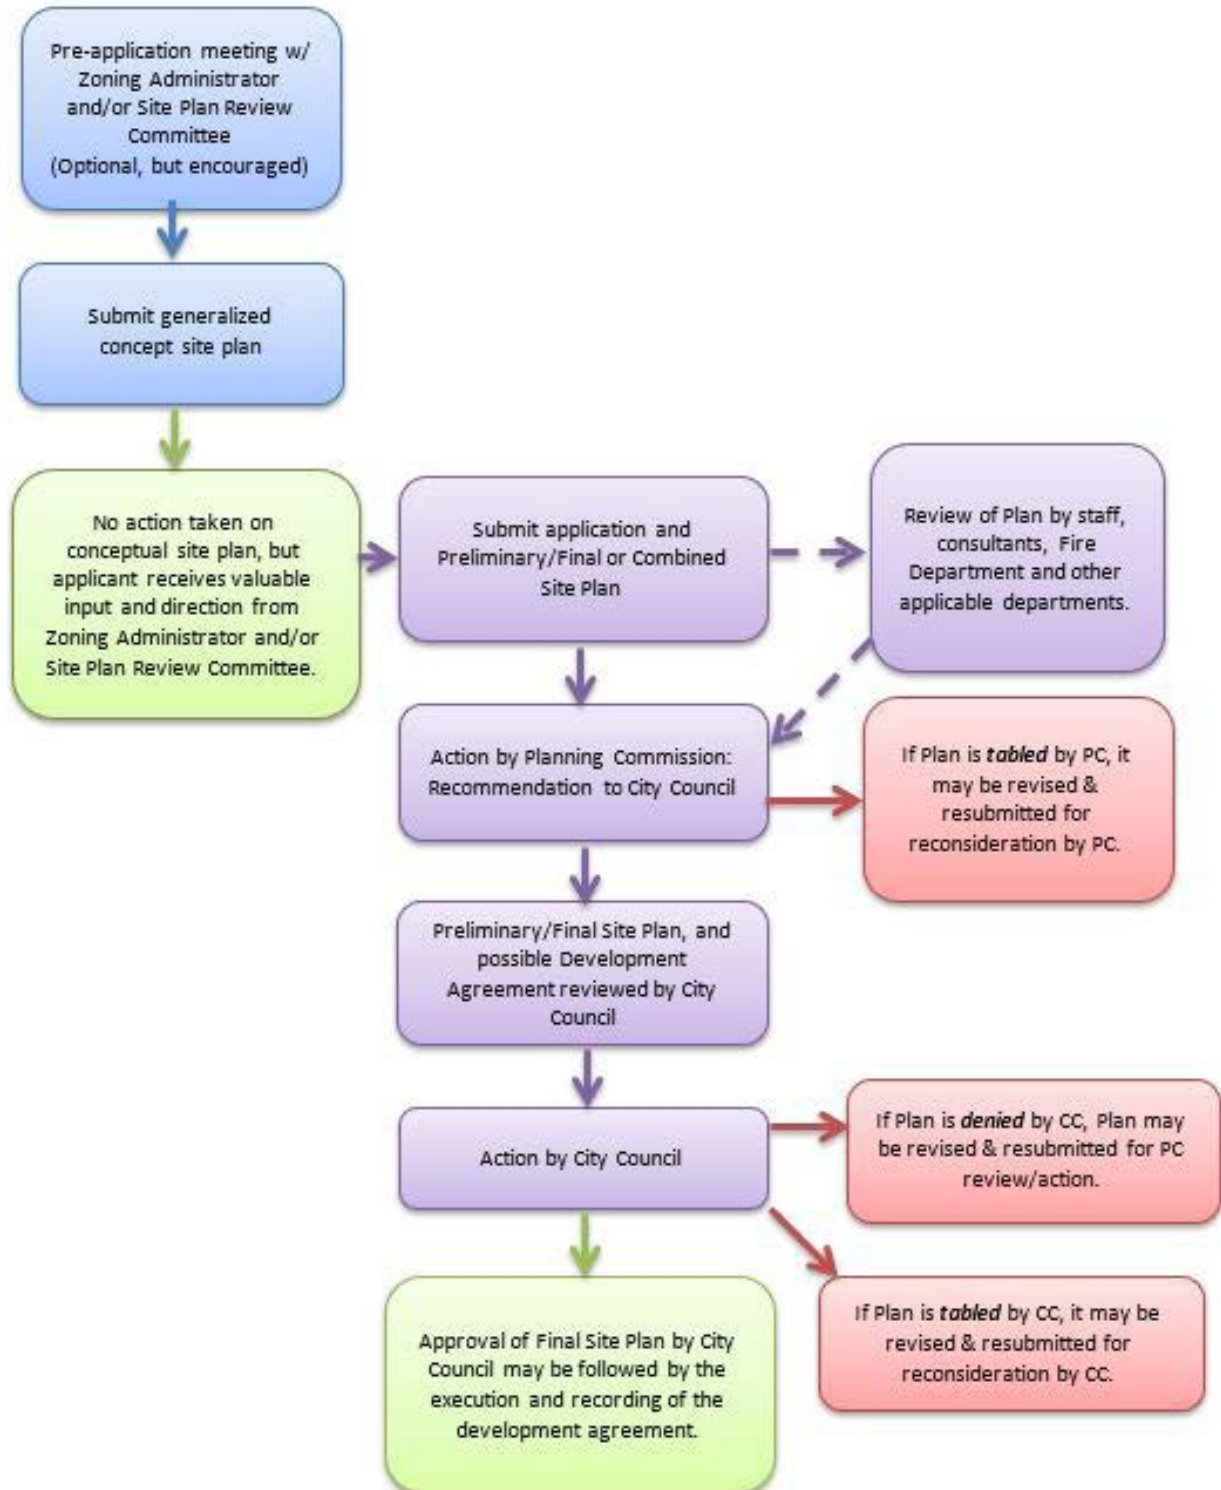 Pre-application meeting w/
Zoning Administrator
and/or Site Plan Review
Committee
(Optional, but encouraged)
Submit generalized
concept site plan
No action taken on
conceptual site plan, but
applicant receives valuable
input and direction from
Zoning Administrator and/or
Site Plan Review Committee.
Submit application and
Preliminary/Final or Combined
Site Plan
Review of Plan by staff,
consultants, Fire
Department and other
applicable departments.
Action by Planning Commission:
Recommendation to City Council
If Plan is tabled by PC, it
may be revised &
resubmitted for
reconsideration by PC.
Preliminary/Final Site Plan, and
possible Development
Agreement reviewed by City
Council
Action by City Council
If Plan is denied by CC, Plan may
be revised & resubmitted for PC
review/action.
If Plan is tabled by CC, it may be
revised & resubmitted for
reconsideration by CC.
Approval of Final Site Plan by City
Council may be followed by the
execution and recording of the
development agreement.